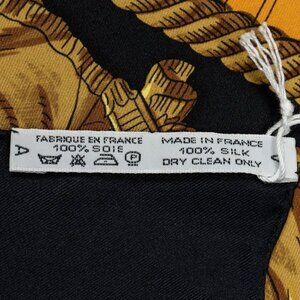 A
FABRIQUE EN FRANCE
100% SOIE
MADE IN FRANCE
100% SILK
DRY CLEAN ONLY
A